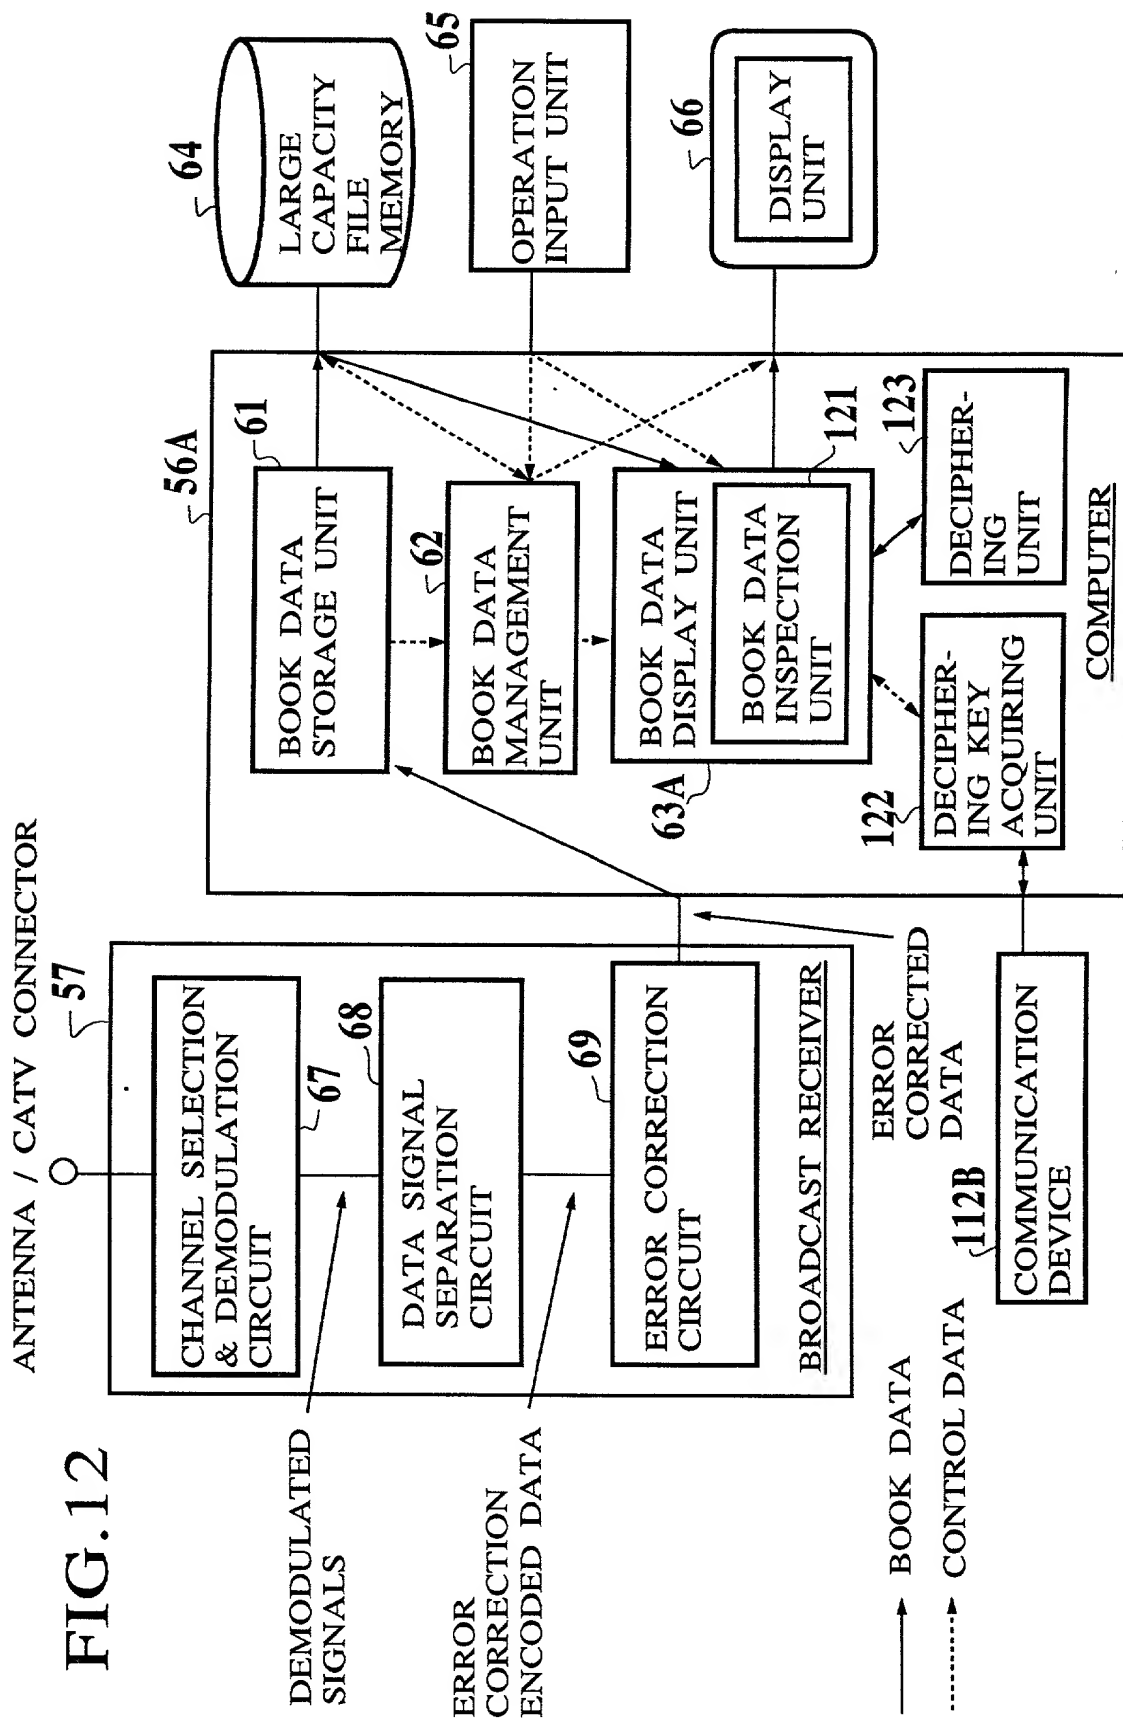 FIG.12
ANTENNA / CATV CONNECTOR
57
CHANNEL SELECTION
& DEMODULATION
CIRCUIT
67
DEMODULATED
SIGNALS
68
DATA SIGNAL
SEPARATION
CIRCUIT
ERROR
CORRECTION
ENCODED DATA
69
ERROR CORRECTION
CIRCUIT
BROADCAST RECEIVER
ERROR
CORRECTED
DATA
112B
COMMUNICATION
DEVICE
BOOK DATA
CONTROL DATA
56A
61
BOOK DATA
STORAGE UNIT
62
BOOK DATA
MANAGEMENT
UNIT
63A
BOOK DATA
DISPLAY UNIT
121
BOOK DATA
INSPECTION
UNIT
122
DECIPHER-
ING KEY
ACQUIRING
UNIT
123
DECIPHER-
ING
UNIT
COMPUTER
64
LARGE
CAPACITY
FILE
MEMORY
65
OPERATION
INPUT UNIT
66
DISPLAY
UNIT